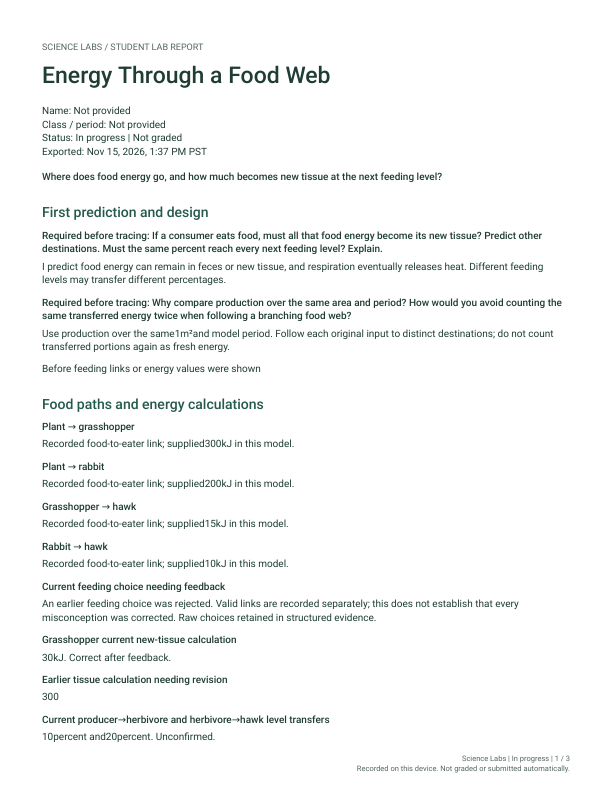 SCIENCE LABS / STUDENT LAB REPORT
Energy Through a Food Web
Name: Not provided
Class / period: Not provided
Status: In progress | Not graded
Exported: Nov 15, 2026, 1:37 PM PST
Where does food energy go, and how much becomes new tissue at the next feeding level?
First prediction and design
Required before tracing: If a consumer eats food, must all that food energy become its new tissue? Predict other
destinations. Must the same percent reach every next feeding level? Explain.
I predict food energy can remain in feces or new tissue, and respiration eventually releases heat. Different feeding
levels may transfer different percentages.
Required before tracing: Why compare production over the same area and period? How would you avoid counting the
same transferred energy twice when following a branching food web?
Use production over the same1m²and model period. Follow each original input to distinct destinations; do not count
transferred portions again as fresh energy.
Before feeding links or energy values were shown
Food paths and energy calculations
Plant → grasshopper
Recorded food-to-eater link; supplied300kJ in this model.
Plant → rabbit
Recorded food-to-eater link; supplied200kJ in this model.
Grasshopper → hawk
Recorded food-to-eater link; supplied15kJ in this model.
Rabbit → hawk
Recorded food-to-eater link; supplied10kJ in this model.
Current feeding choice needing feedback
An earlier feeding choice was rejected. Valid links are recorded separately; this does not establish that every
misconception was corrected. Raw choices retained in structured evidence.
Grasshopper current new-tissue calculation
30kJ. Correct after feedback.
Earlier tissue calculation needing revision
300
Current producer→herbivore and herbivore→hawk level transfers
10percent and20percent. Unconfirmed.
Science Labs | In progress | 1 / 3
Recorded on this device. Not graded or submitted automatically.